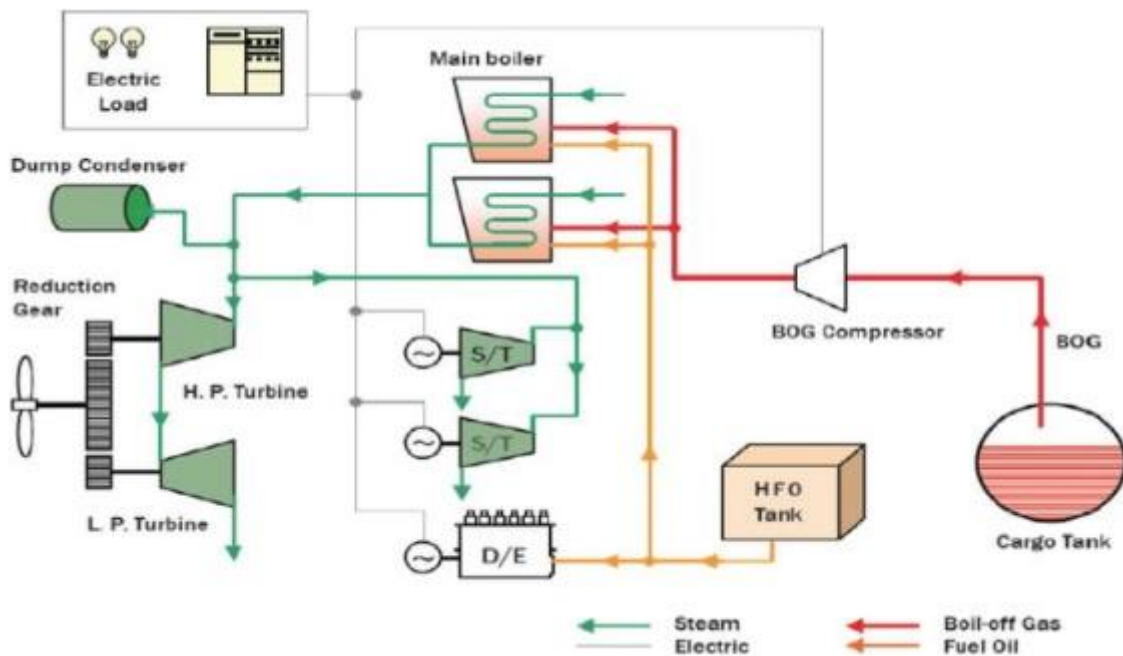 Electric
Load
Main boiler
Dump Condenser
Reduction
Gear
H. P. Turbine
L. P. Turbine
S/T
S/T
D/E
BOG Compressor
BOG
HFO
Tank
Cargo Tank
Steam
Electric
Boil-off Gas
Fuel Oil